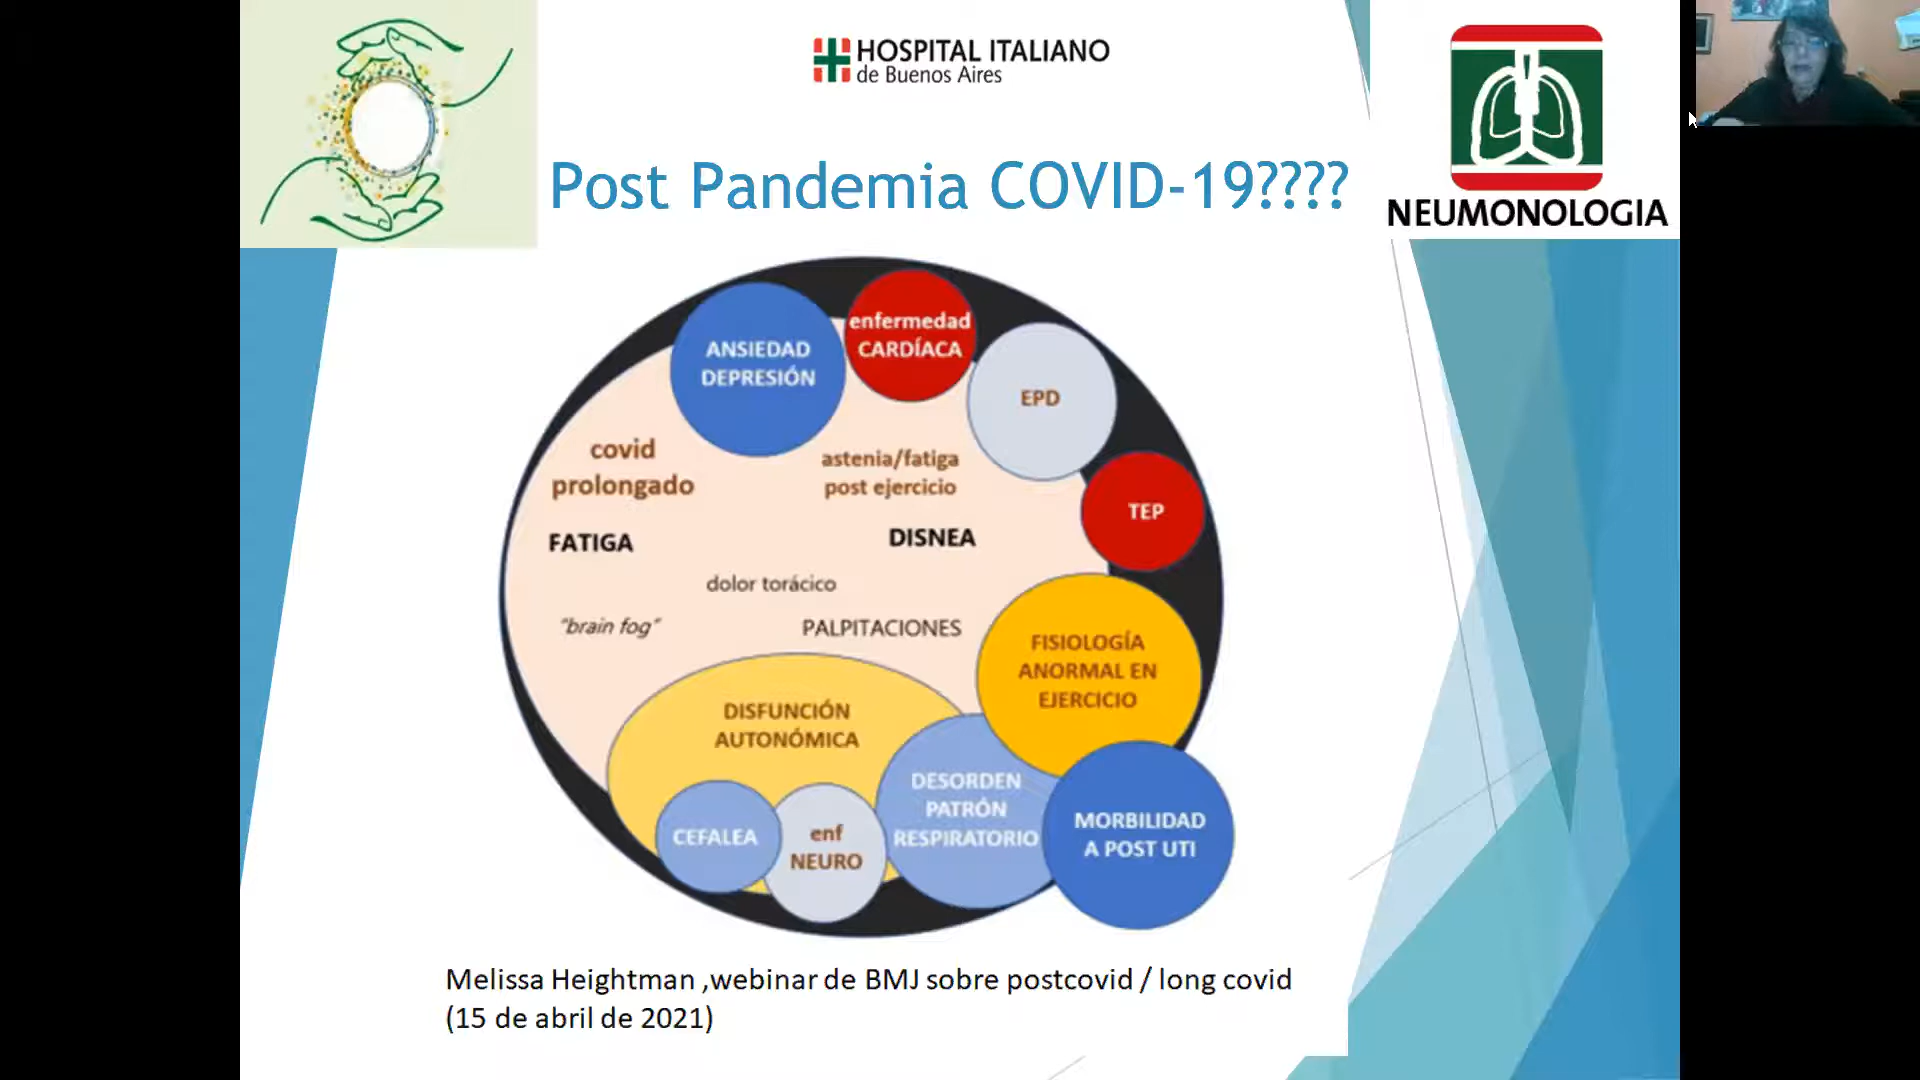 HOSPITAL ITALIANO
de Buenos Aires
NEUMONOLOGIA
Post Pandemia COVID-19????
ANSIEDAD
DEPRESIÓN
enfermedad
CARDÍACA
EPD
TEP
covid
prolongado
astenia/fatiga
post ejercicio
FATIGA
DISNEA
dolor torácico
"brain fog"
PALPITACIONES
FISIOLOGÍA
ANORMAL EN
EJERCICIO
DISFUNCIÓN
AUTONÓMICA
CEFALEA
enf
NEURO
DESORDEN
PATRÓN
RESPIRATORIO
MORBILIDAD
A POST UTI
Melissa Heightman ,webinar de BMJ sobre postcovid / long covid
(15 de abril de 2021)